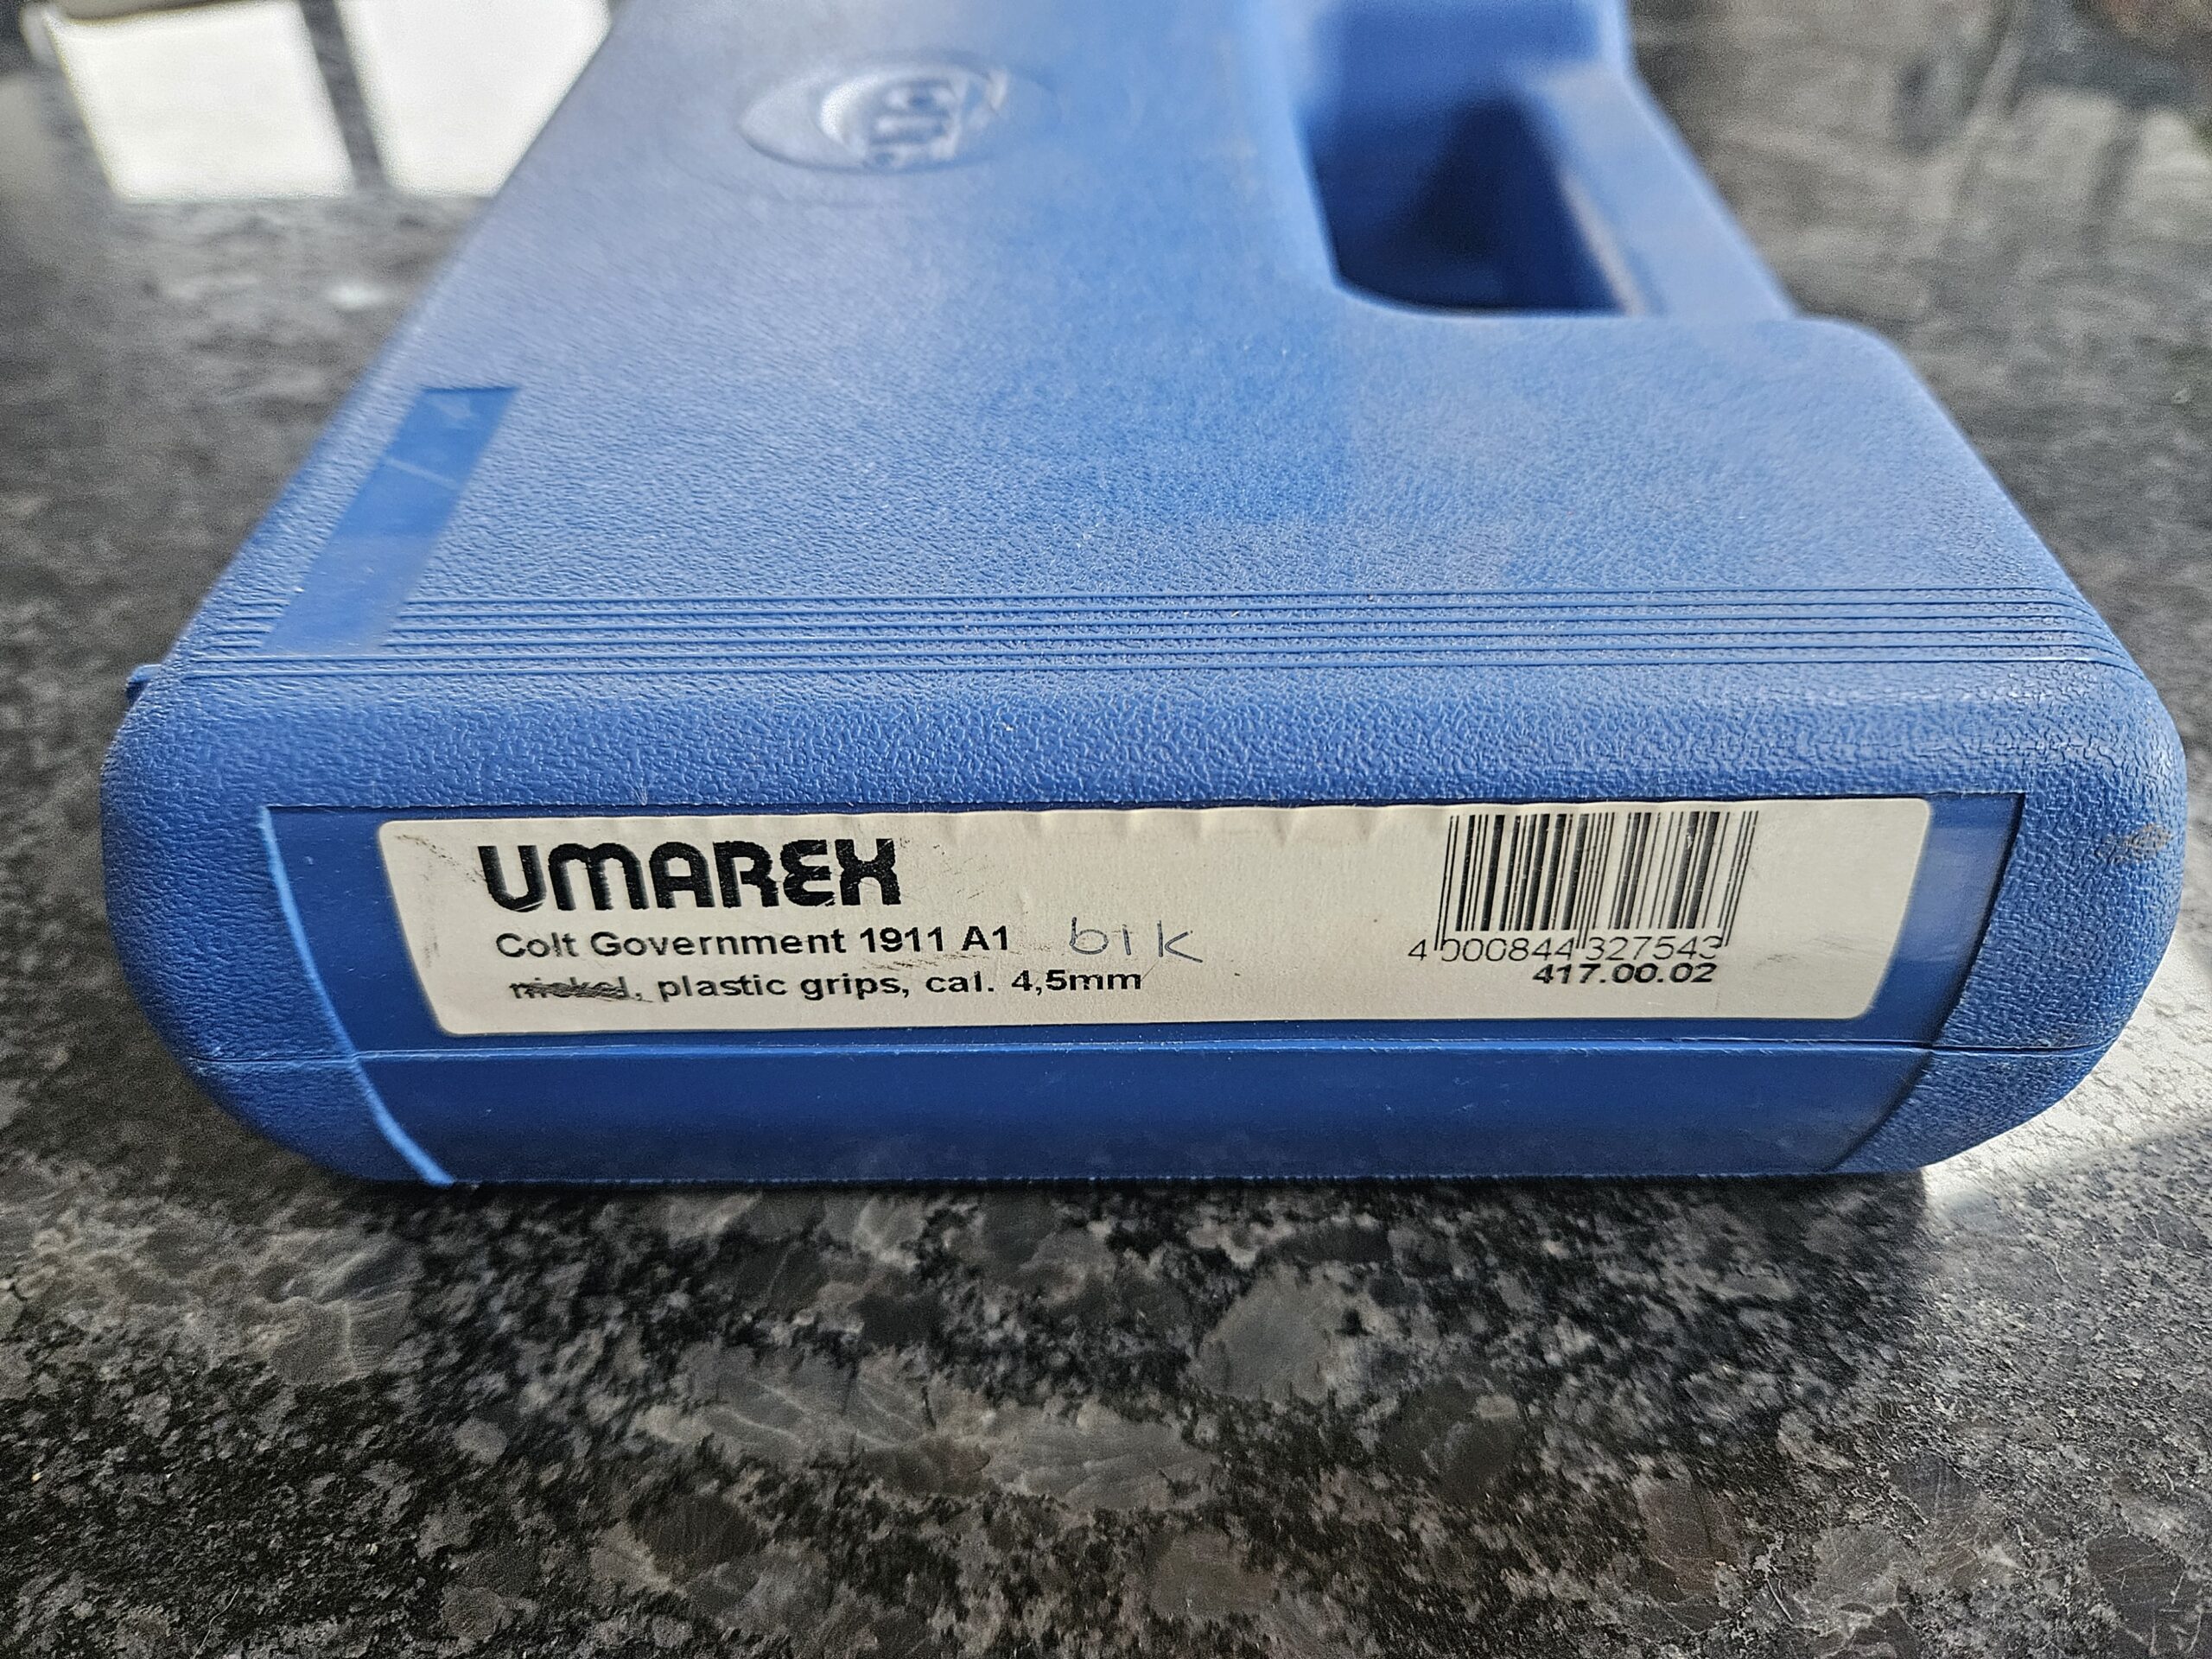 UMAREX
Colt Government 1911 A1 blk
nickel, plastic grips, cal. 4,5mm
4 000844 327543
417.00.02